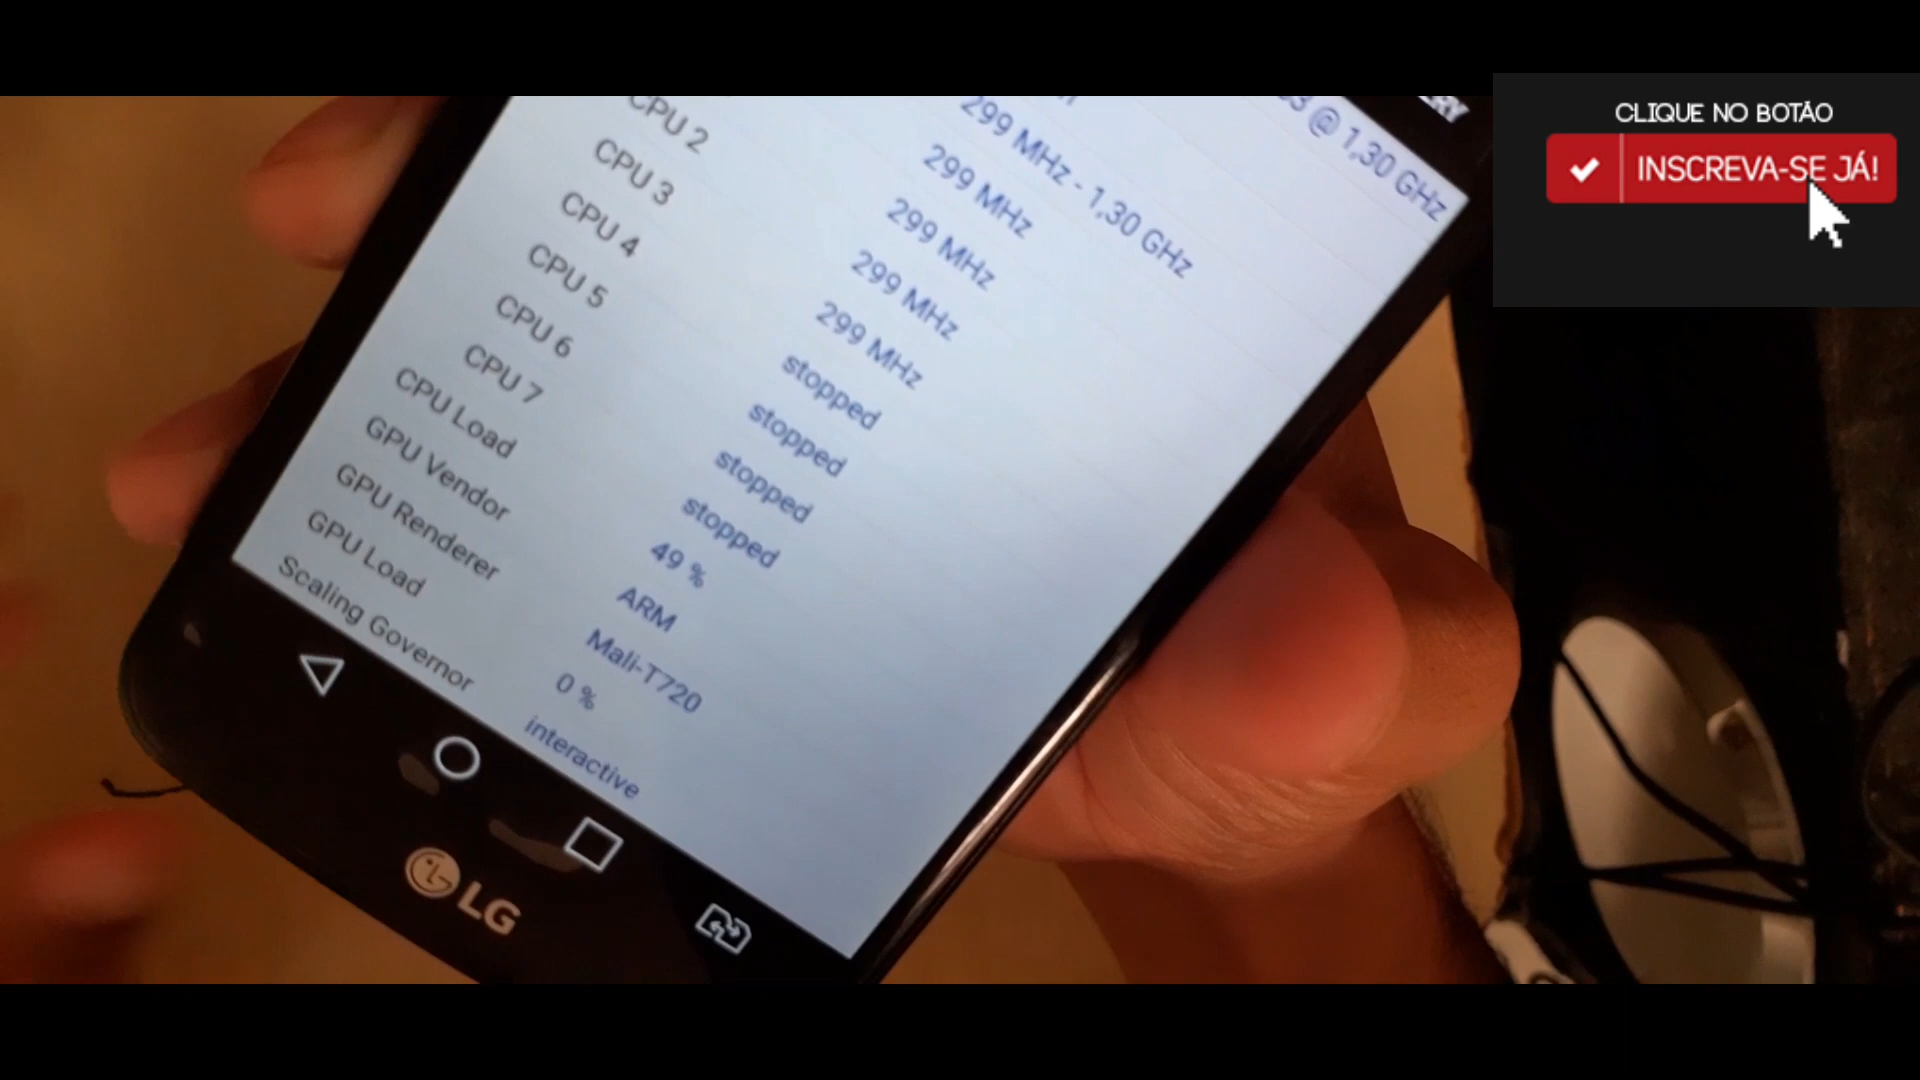 @ 1,30 GHz
299 MHz - 1,30 GHz
299 MHz
299 MHz
CPU 2 299 MHz
CPU 3 299 MHz
CPU 4 stopped
CPU 5 stopped
CPU 6 stopped
CPU 7 stopped
CPU Load 49 %
GPU Vendor ARM
GPU Renderer Mali-T720
GPU Load 0 %
Scaling Governor interactive
LG
CLIQUE NO BOTÃO
INSCREVA-SE JÁ!